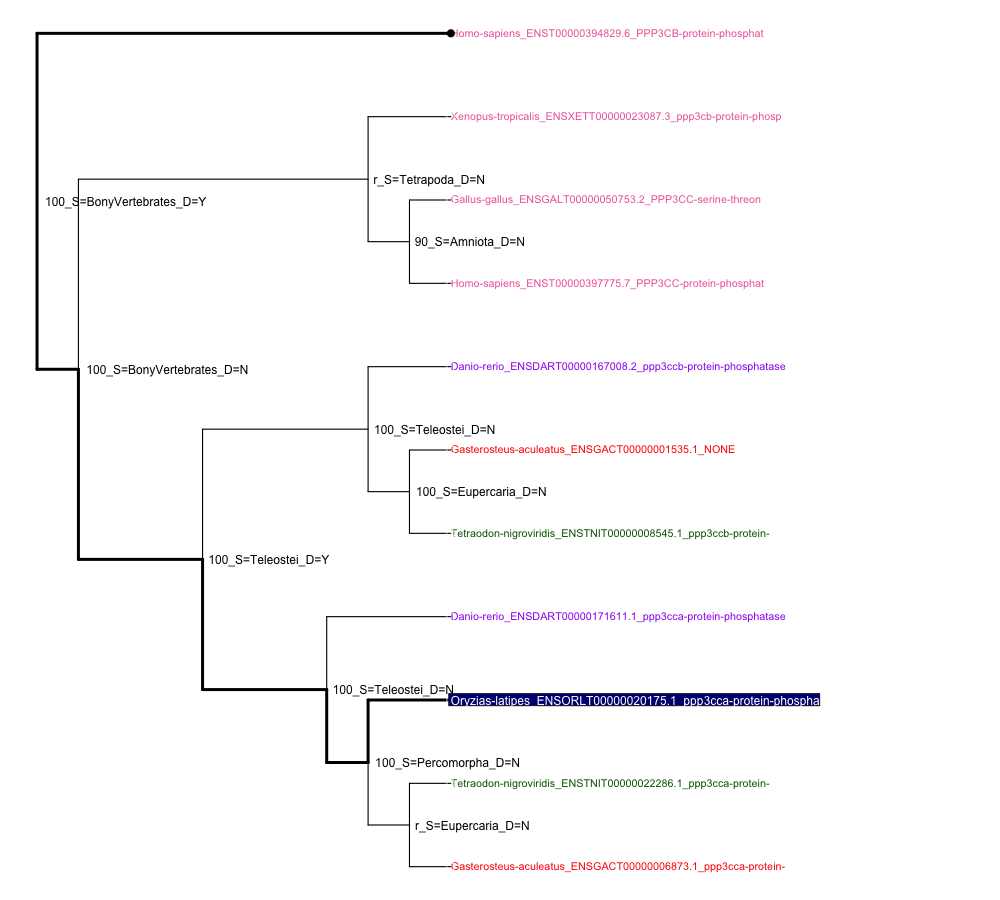 Homo-sapiens_ENST00000394829.6_PPP3CB-protein-phosphat
Xenopus-tropicalis_ENSXETT00000023087.3_ppp3cb-protein-phosp
r_S=Tetrapoda_D=N
100_S=BonyVertebrates_D=Y
Gallus-gallus_ENSGALT00000050753.2_PPP3CC-serine-threon
90_S=Amniota_D=N
Homo-sapiens_ENST00000397775.7_PPP3CC-protein-phosphat
100_S=BonyVertebrates_D=N
Danio-rerio_ENSDART00000167008.2_ppp3ccb-protein-phosphatase
100_S=Teleostei_D=N
Gasterosteus-aculeatus_ENSGACT00000001535.1_NONE
100_S=Eupercaria_D=N
Tetraodon-nigroviridis_ENSTNIT00000008545.1_ppp3ccb-protein-
100_S=Teleostei_D=Y
Danio-rerio_ENSDART00000171611.1_ppp3cca-protein-phosphatase
100_S=Teleostei_D=N
Oryzias-latipes_ENSORLT00000020175.1_ppp3cca-protein-phospha
100_S=Percomorpha_D=N
Tetraodon-nigroviridis_ENSTNIT00000022286.1_ppp3cca-protein-
r_S=Eupercaria_D=N
Gasterosteus-aculeatus_ENSGACT00000006873.1_ppp3cca-protein-